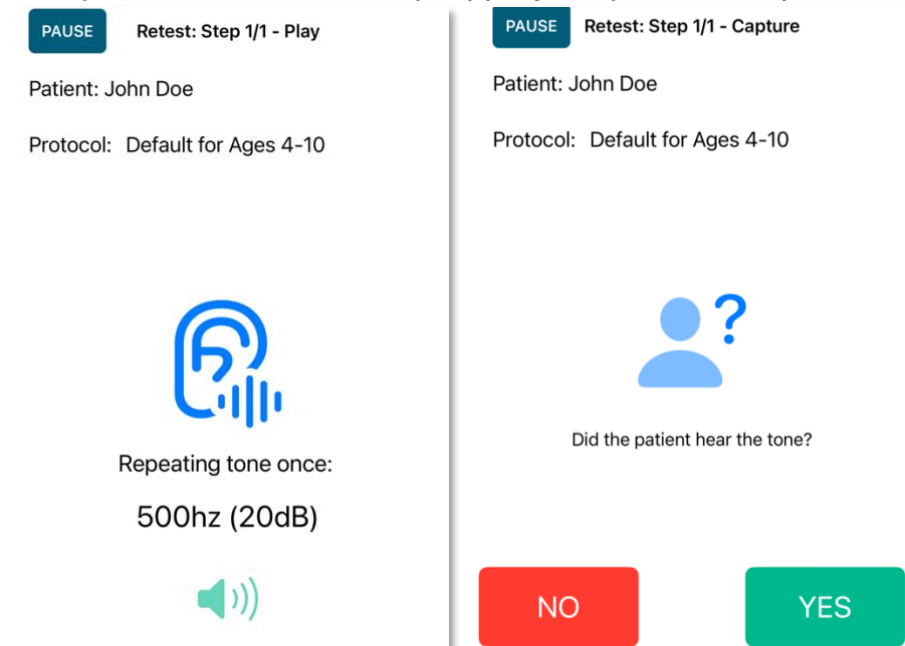 PAUSE Retest: Step 1/1 - Play
Patient: John Doe
Protocol: Default for Ages 4-10
Repeating tone once:
500hz (20dB)
PAUSE Retest: Step 1/1 - Capture
Patient: John Doe
Protocol: Default for Ages 4-10
?
Did the patient hear the tone?
NO YES